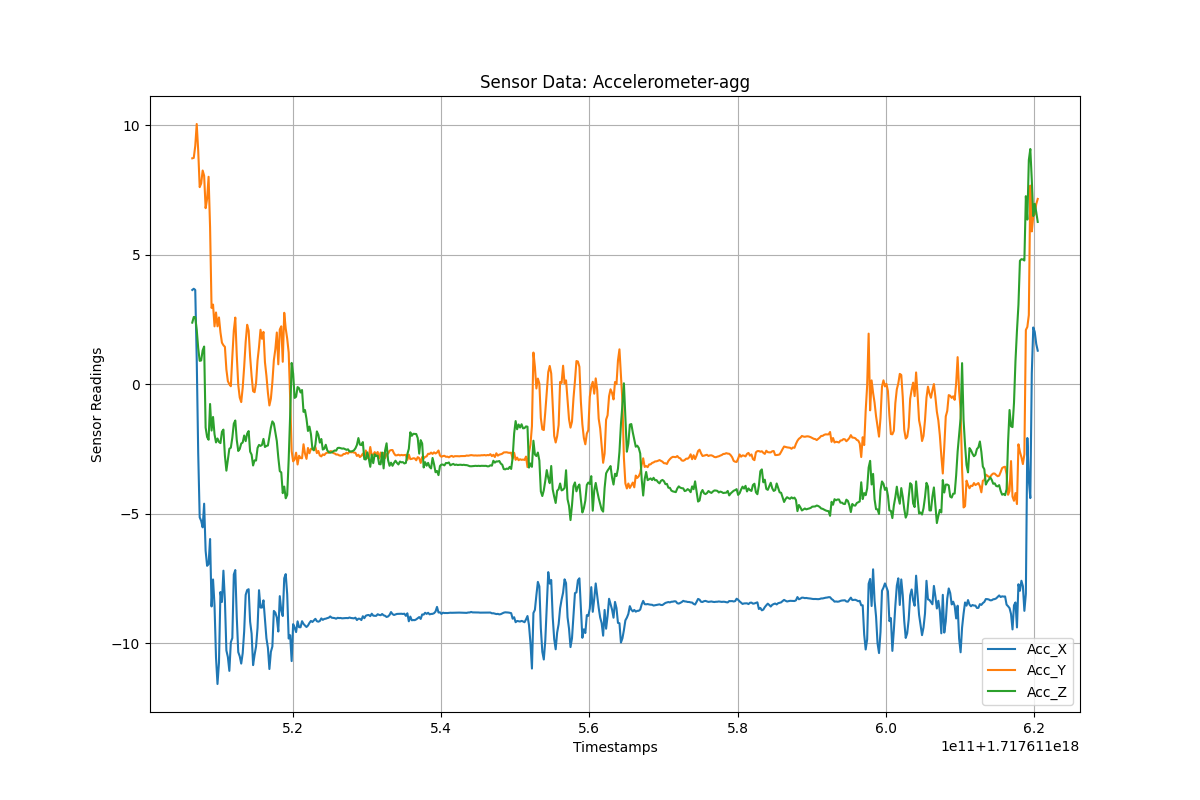 Sensor Data: Accelerometer-agg
10
5
0
−5
−10
Sensor Readings
5.2
5.4
5.6
5.8
6.0
6.2
Timestamps
1e11+1.717611e18
Acc_X
Acc_Y
Acc_Z